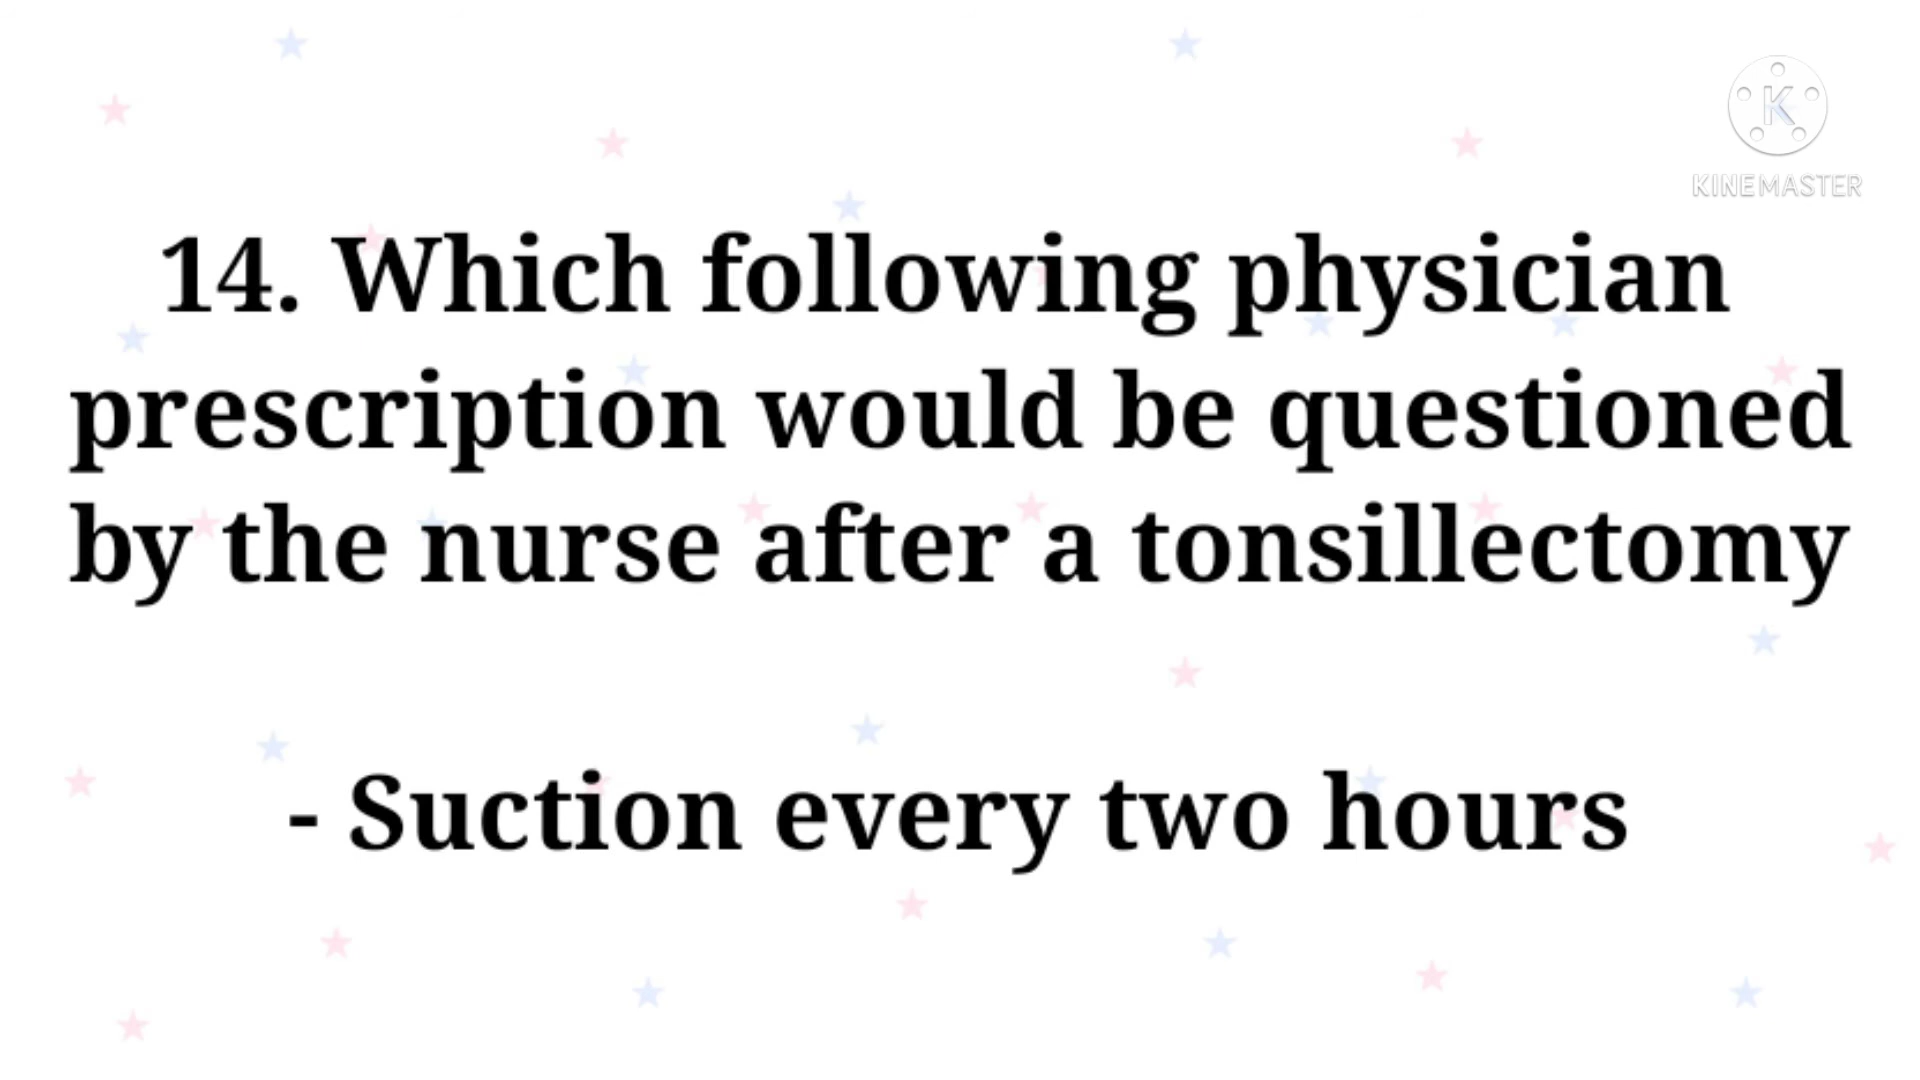 K
KINEMASTER
14. Which following physician
prescription would be questioned
by the nurse after a tonsillectomy
- Suction every two hours